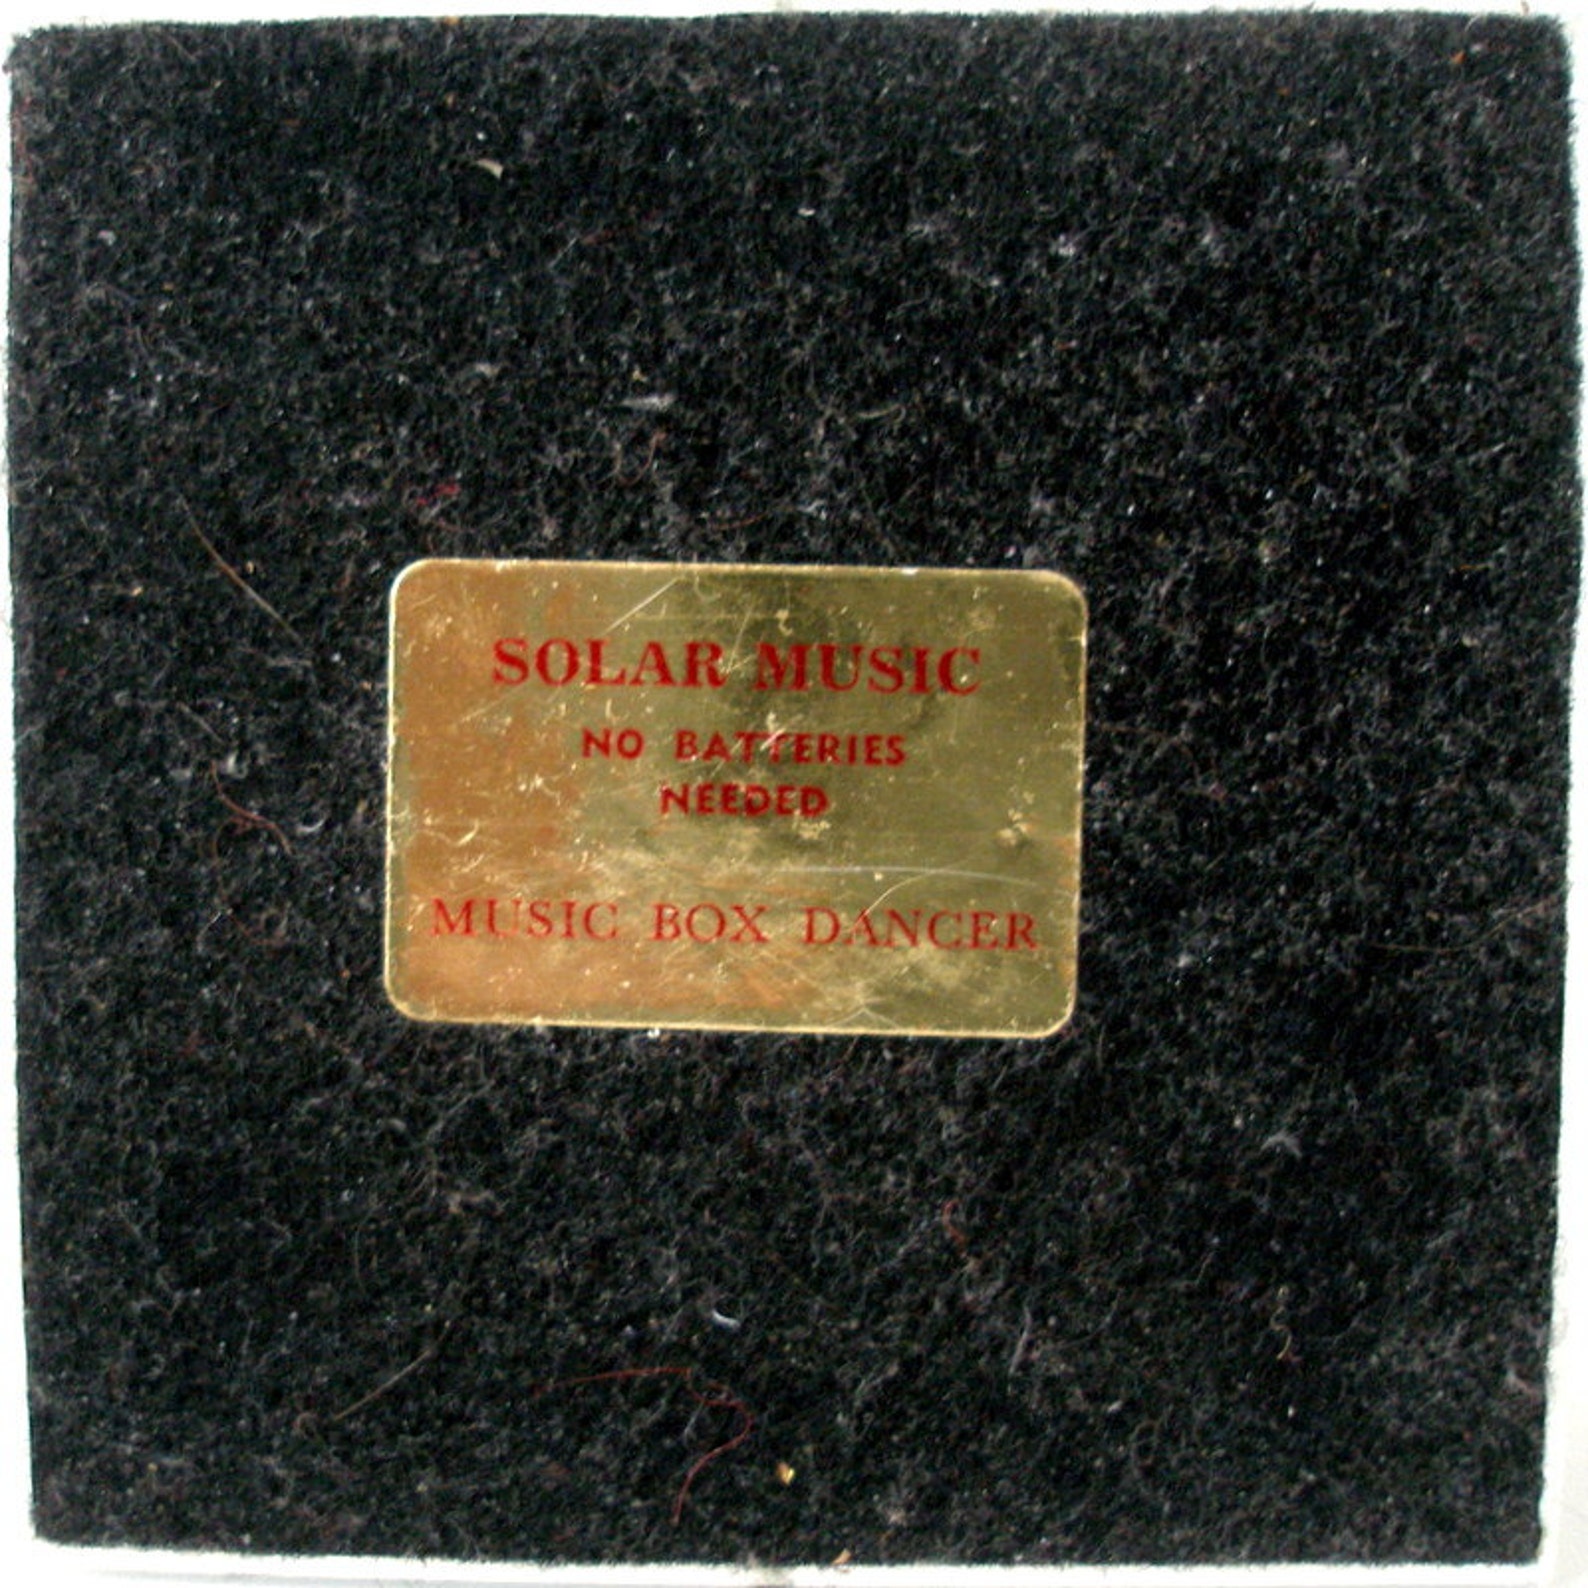 SOLAR MUSIC
NO BATTERIES
NEEDED
MUSIC BOX DANCER